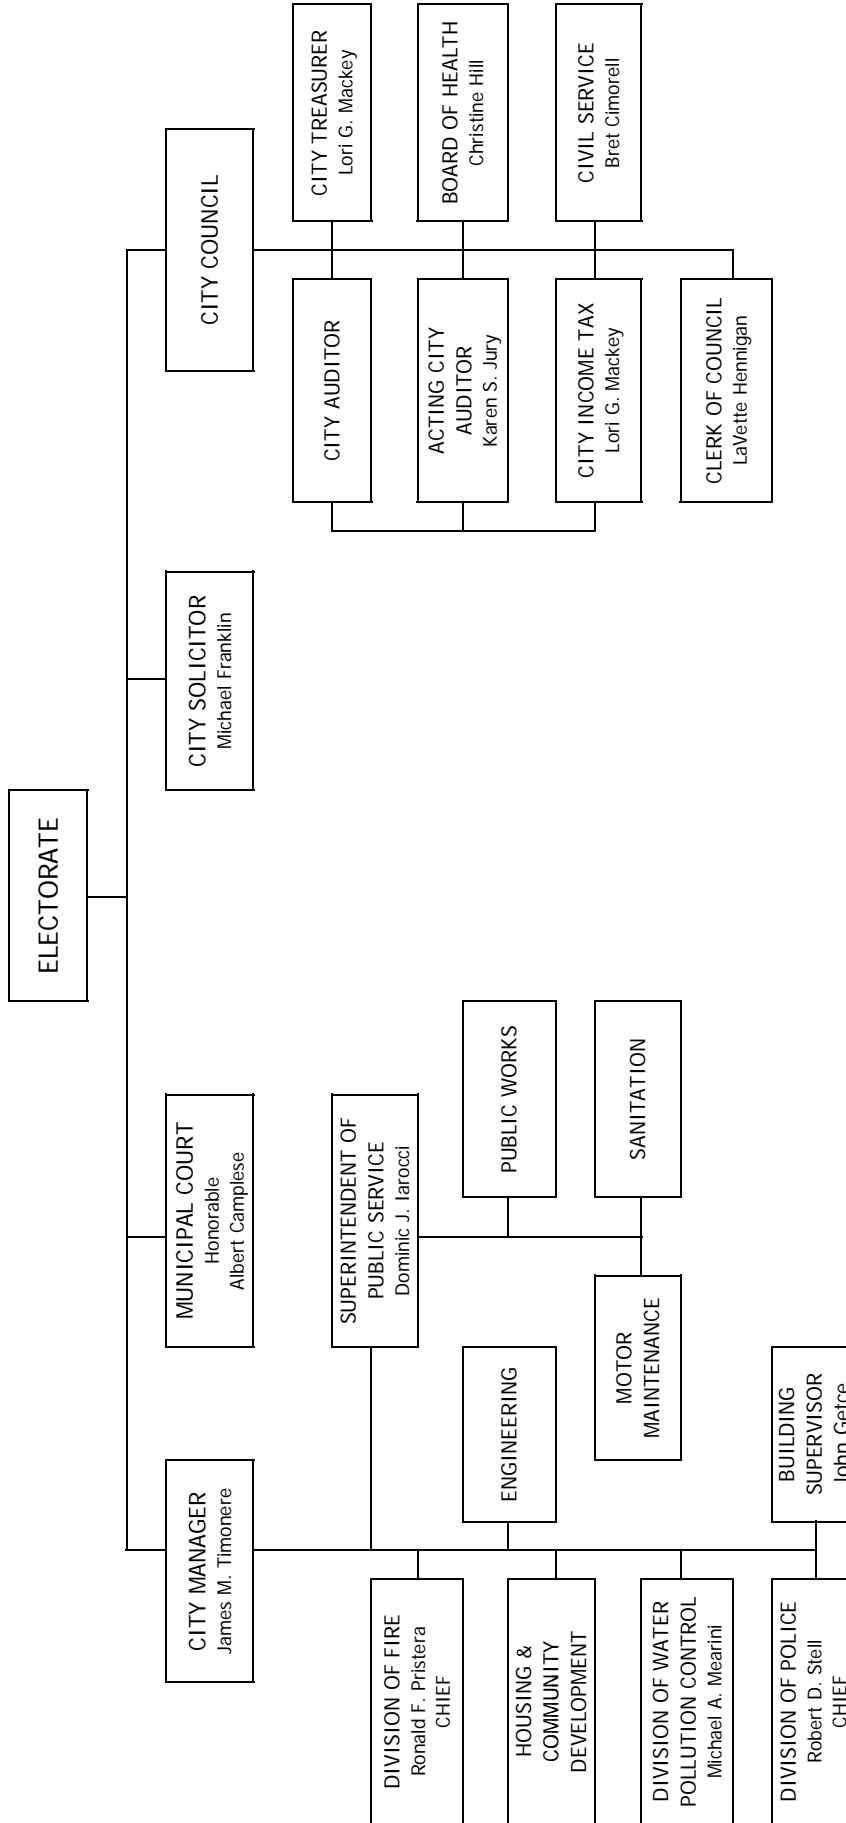 ELECTORATE
CITY MANAGER
James M. Timonere
MUNICIPAL COURT
Honorable
Albert Camplese
CITY SOLICITOR
Michael Franklin
CITY COUNCIL
SUPERINTENDENT OF
PUBLIC SERVICE
Dominic J. Iarocci
DIVISION OF FIRE
Ronald F. Pristera
CHIEF
ENGINEERING
PUBLIC WORKS
HOUSING &
COMMUNITY
DEVELOPMENT
MOTOR
MAINTENANCE
SANITATION
DIVISION OF WATER
POLLUTION CONTROL
Michael A. Mearini
DIVISION OF POLICE
Robert D. Stell
CHIEF
BUILDING
SUPERVISOR
John Getce
CITY AUDITOR
CITY TREASURER
Lori G. Mackey
ACTING CITY
AUDITOR
Karen S. Jury
BOARD OF HEALTH
Christine Hill
CITY INCOME TAX
Lori G. Mackey
CIVIL SERVICE
Bret Cimorell
CLERK OF COUNCIL
LaVette Hennigan